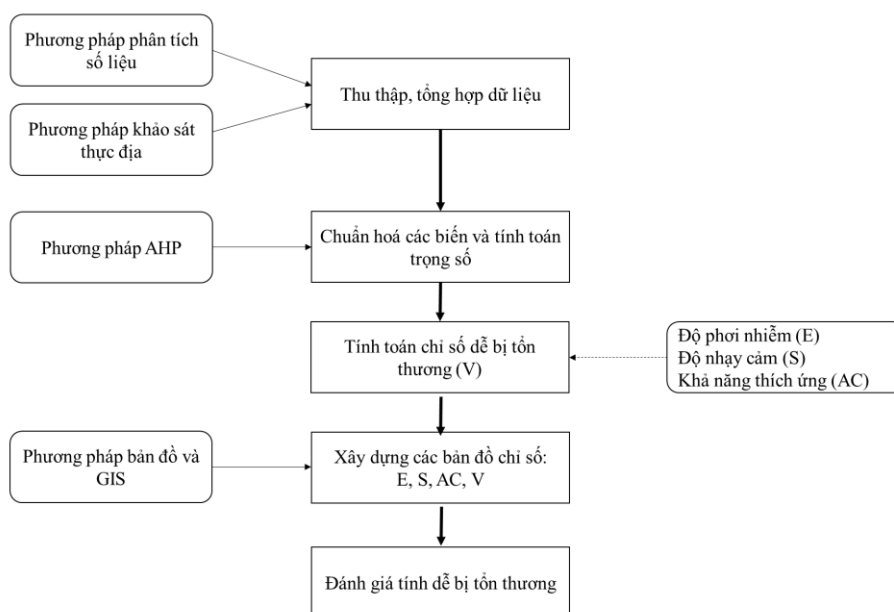 Phương pháp phân tích
số liệu
Thu thập, tổng hợp dữ liệu
Phương pháp khảo sát
thực địa
Phương pháp AHP
Chuẩn hoá các biến và tính toán
trọng số
Tính toán chỉ số dễ bị tổn
thương (V)
Độ phơi nhiễm (E)
Độ nhạy cảm (S)
Khả năng thích ứng (AC)
Phương pháp bản đồ và
GIS
Xây dựng các bản đồ chỉ số:
E, S, AC, V
Đánh giá tính dễ bị tổn thương